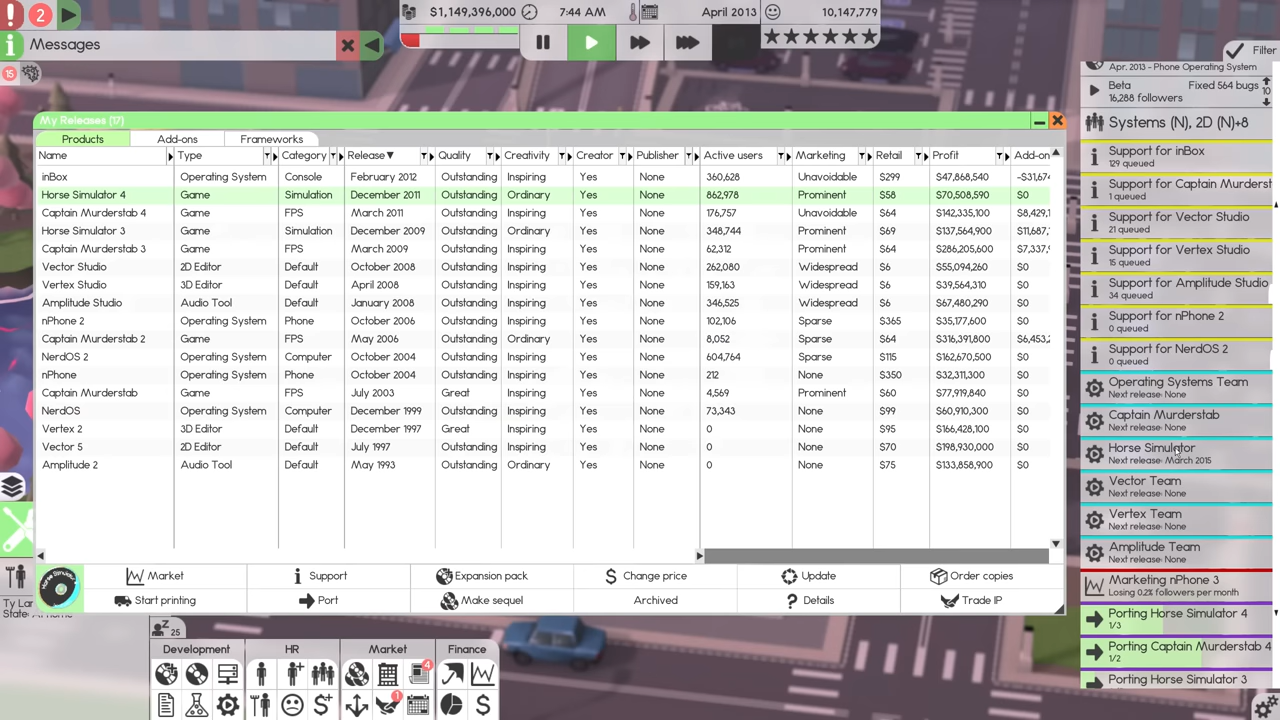 2
$1,149,396,000 7:44 AM April 2013 10,147,779
Messages
15
Filter
My Releases (17)
Products Add-ons Frameworks
Name Type Category Release▼ Quality Creativity Creator Publisher Active users Marketing Retail Profit Add-on
inBox Operating System Console February 2012 Outstanding Inspiring Yes None 360,628 Unavoidable $299 $47,868,540 -$31,674
Horse Simulator 4 Game Simulation December 2011 Outstanding Ordinary Yes None 862,978 Prominent $58 $70,508,590 $0
Captain Murderstab 4 Game FPS March 2011 Outstanding Inspiring Yes None 176,757 Unavoidable $64 $142,335,100 $8,429,1
Horse Simulator 3 Game Simulation December 2009 Outstanding Ordinary Yes None 348,744 Prominent $69 $137,564,900 $11,687,
Captain Murderstab 3 Game FPS March 2009 Outstanding Inspiring Yes None 62,312 Prominent $64 $286,205,600 $7,337,
Vector Studio 2D Editor Default October 2008 Outstanding Inspiring Yes None 262,080 Widespread $6 $55,094,260 $0
Vertex Studio 3D Editor Default April 2008 Outstanding Inspiring Yes None 159,163 Widespread $6 $39,564,310 $0
Amplitude Studio Audio Tool Default January 2008 Outstanding Inspiring Yes None 346,525 Widespread $6 $67,480,290 $0
nPhone 2 Operating System Phone October 2006 Outstanding Inspiring Yes None 102,106 Sparse $365 $35,177,600 $0
Captain Murderstab 2 Game FPS May 2006 Outstanding Ordinary Yes None 8,052 Sparse $64 $316,391,800 $6,453,
NerdOS 2 Operating System Computer October 2004 Outstanding Inspiring Yes None 604,764 Sparse $115 $162,670,500 $0
nPhone Operating System Phone October 2004 Outstanding Inspiring Yes None 212 None $350 $32,311,300 $0
Captain Murderstab Game FPS July 2003 Great Inspiring Yes None 4,569 Prominent $60 $77,919,840 $0
NerdOS Operating System Computer December 1999 Outstanding Inspiring Yes None 73,343 None $99 $60,910,300 $0
Vertex 2 3D Editor Default December 1997 Great Inspiring Yes None 0 None $95 $166,428,100 $0
Vector 5 2D Editor Default July 1997 Outstanding Inspiring Yes None 0 None $70 $198,930,000 $0
Amplitude 2 Audio Tool Default May 1993 Outstanding Ordinary Yes None 0 None $75 $133,858,900 $0
Market Support Expansion pack Change price Update Order copies
Start printing Port Make sequel Archived Details Trade IP
Apr. 2013 - Phone Operating System
Beta Fixed 564 bugs
16,288 followers
10
Systems (N), 2D (N)+8
Support for inBox
129 queued
Support for Captain Murderst
1 queued
Support for Vector Studio
21 queued
Support for Vertex Studio
15 queued
Support for Amplitude Studio
34 queued
Support for nPhone 2
0 queued
Support for NerdOS 2
0 queued
Operating Systems Team
Next release: None
Captain Murderstab
Next release: None
Horse Simulator
Next release: March 2015
Vector Team
Next release: None
Vertex Team
Next release: None
Amplitude Team
Next release: None
Marketing nPhone 3
Losing 0.2% followers per month
Porting Horse Simulator 4
1/3
Porting Captain Murderstab 4
1/2
Porting Horse Simulator 3
Ty Lar
State: At home
25
Development HR Market Finance
4
1